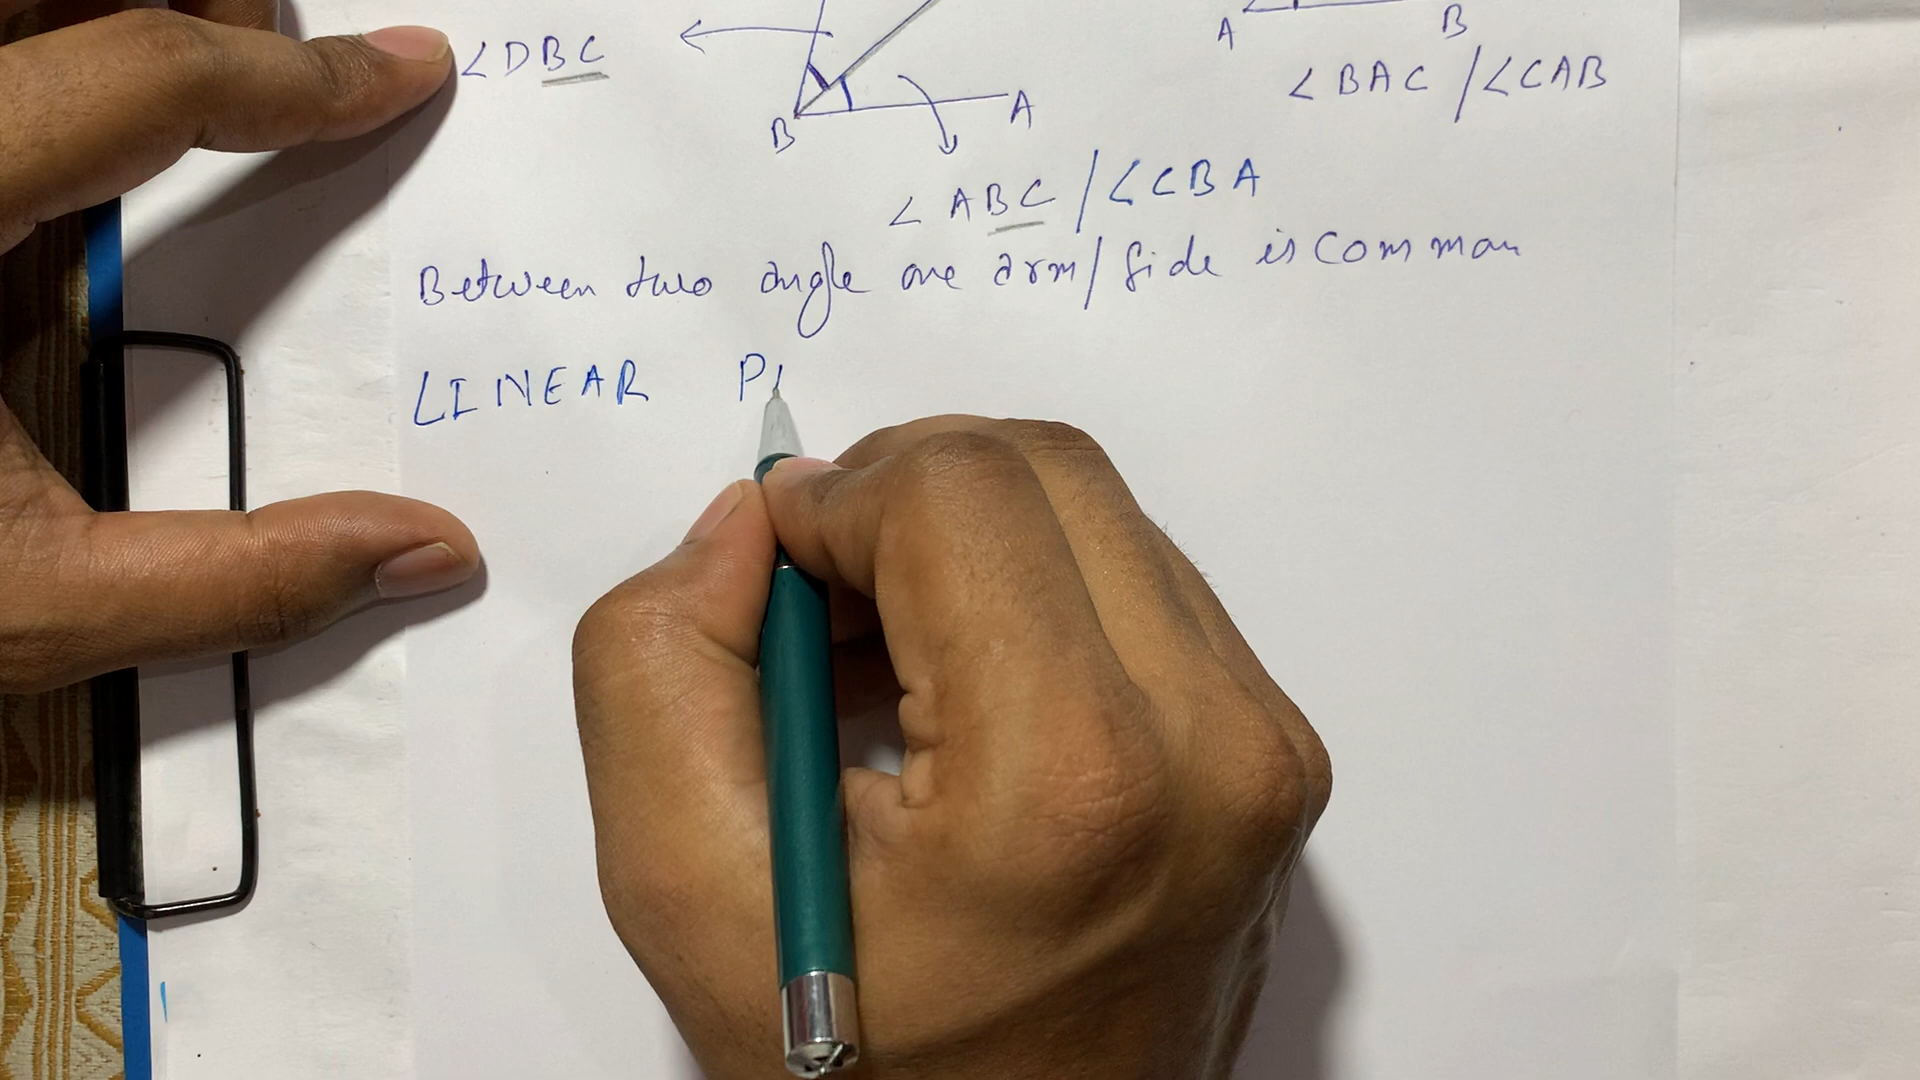 ∠DBC
A B
∠BAC / ∠CAB
B A
∠ABC / ∠CBA
Between two angle one arm / side is common
LINEAR P